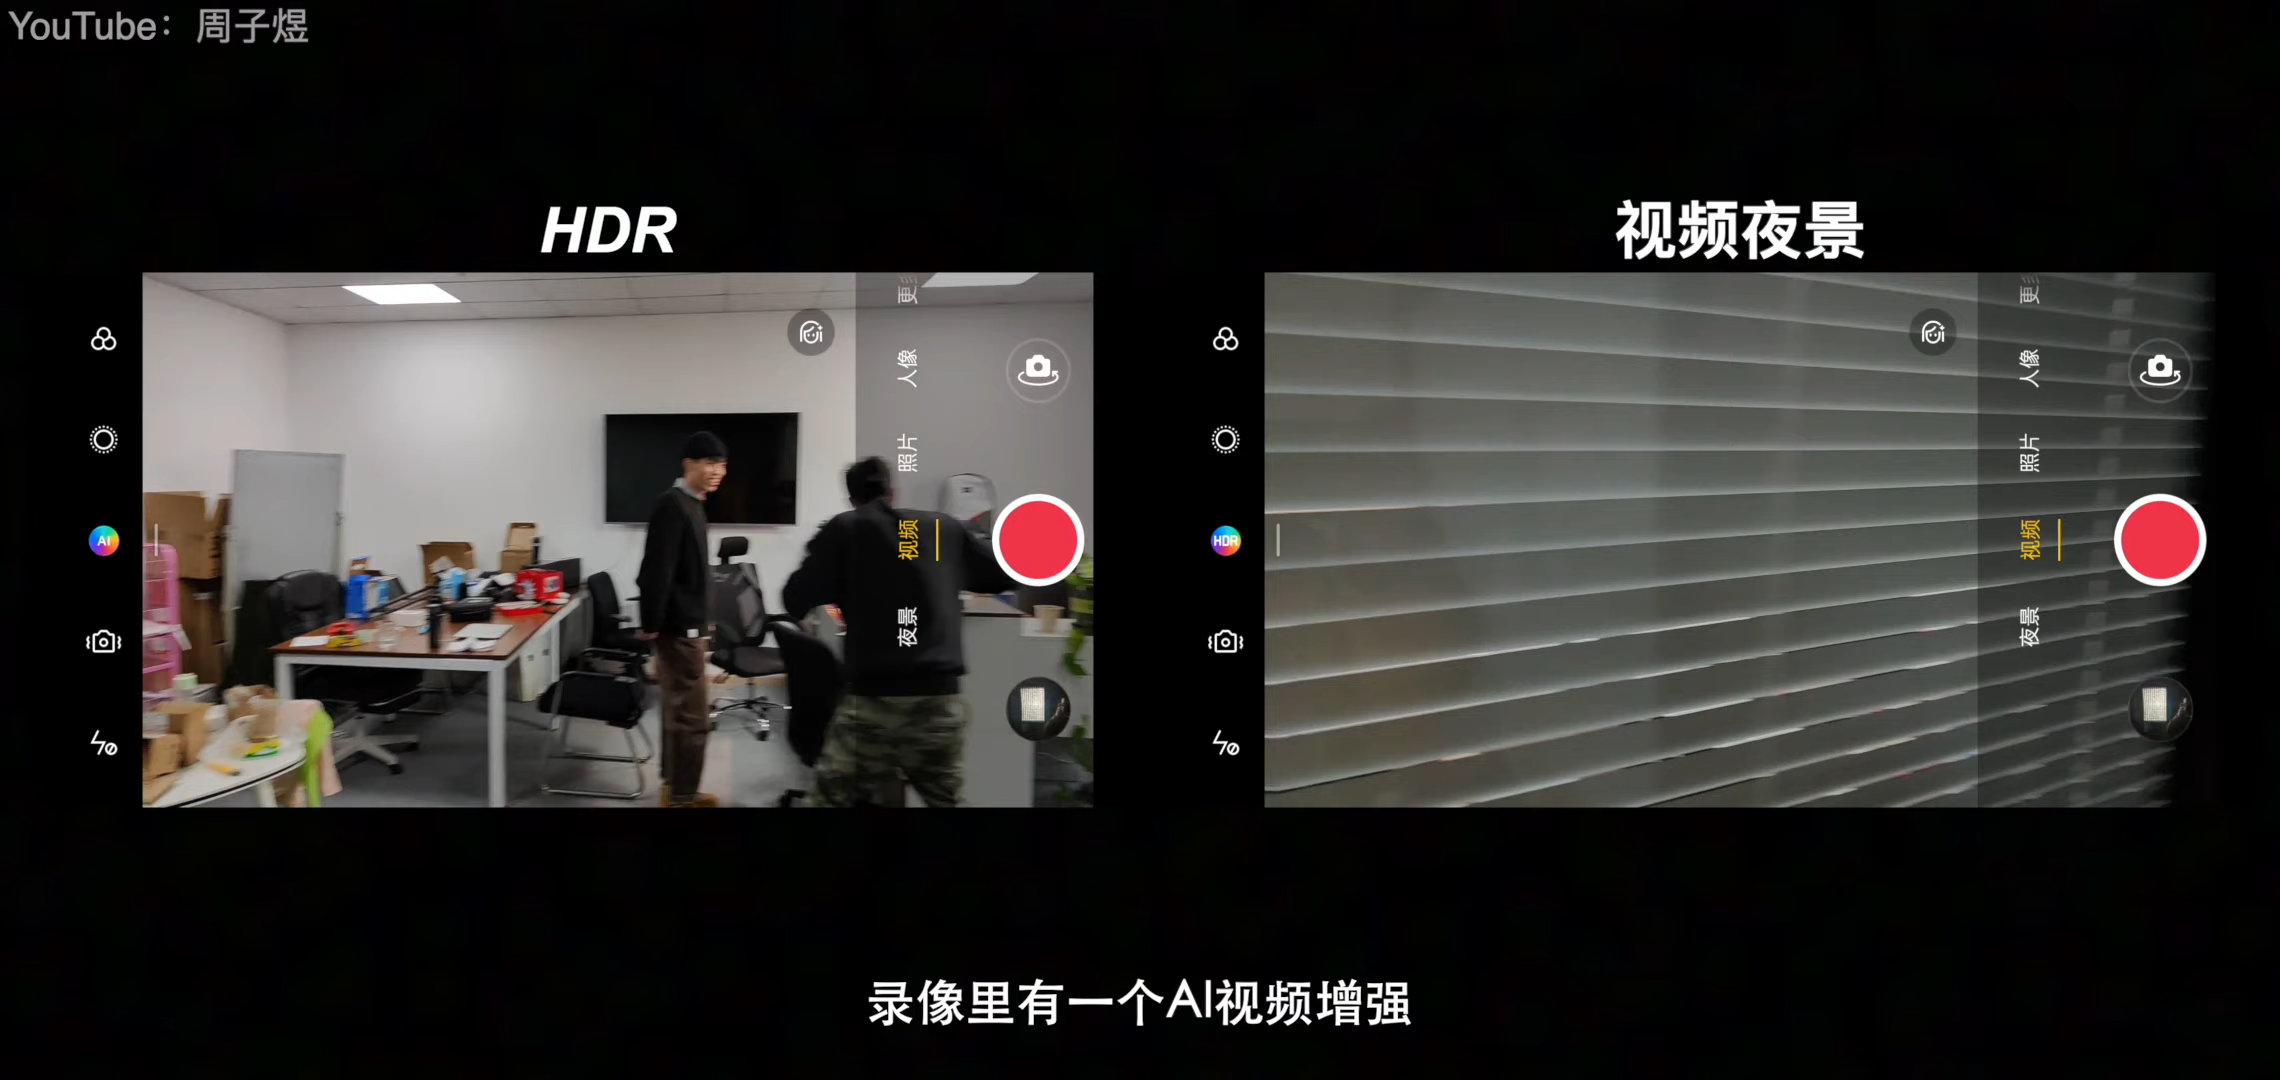 YouTube：周子煜
HDR
视频夜景
更多
人像
照片
视频
夜景
AI
更多
人像
照片
视频
夜景
HDR
录像里有一个AI视频增强